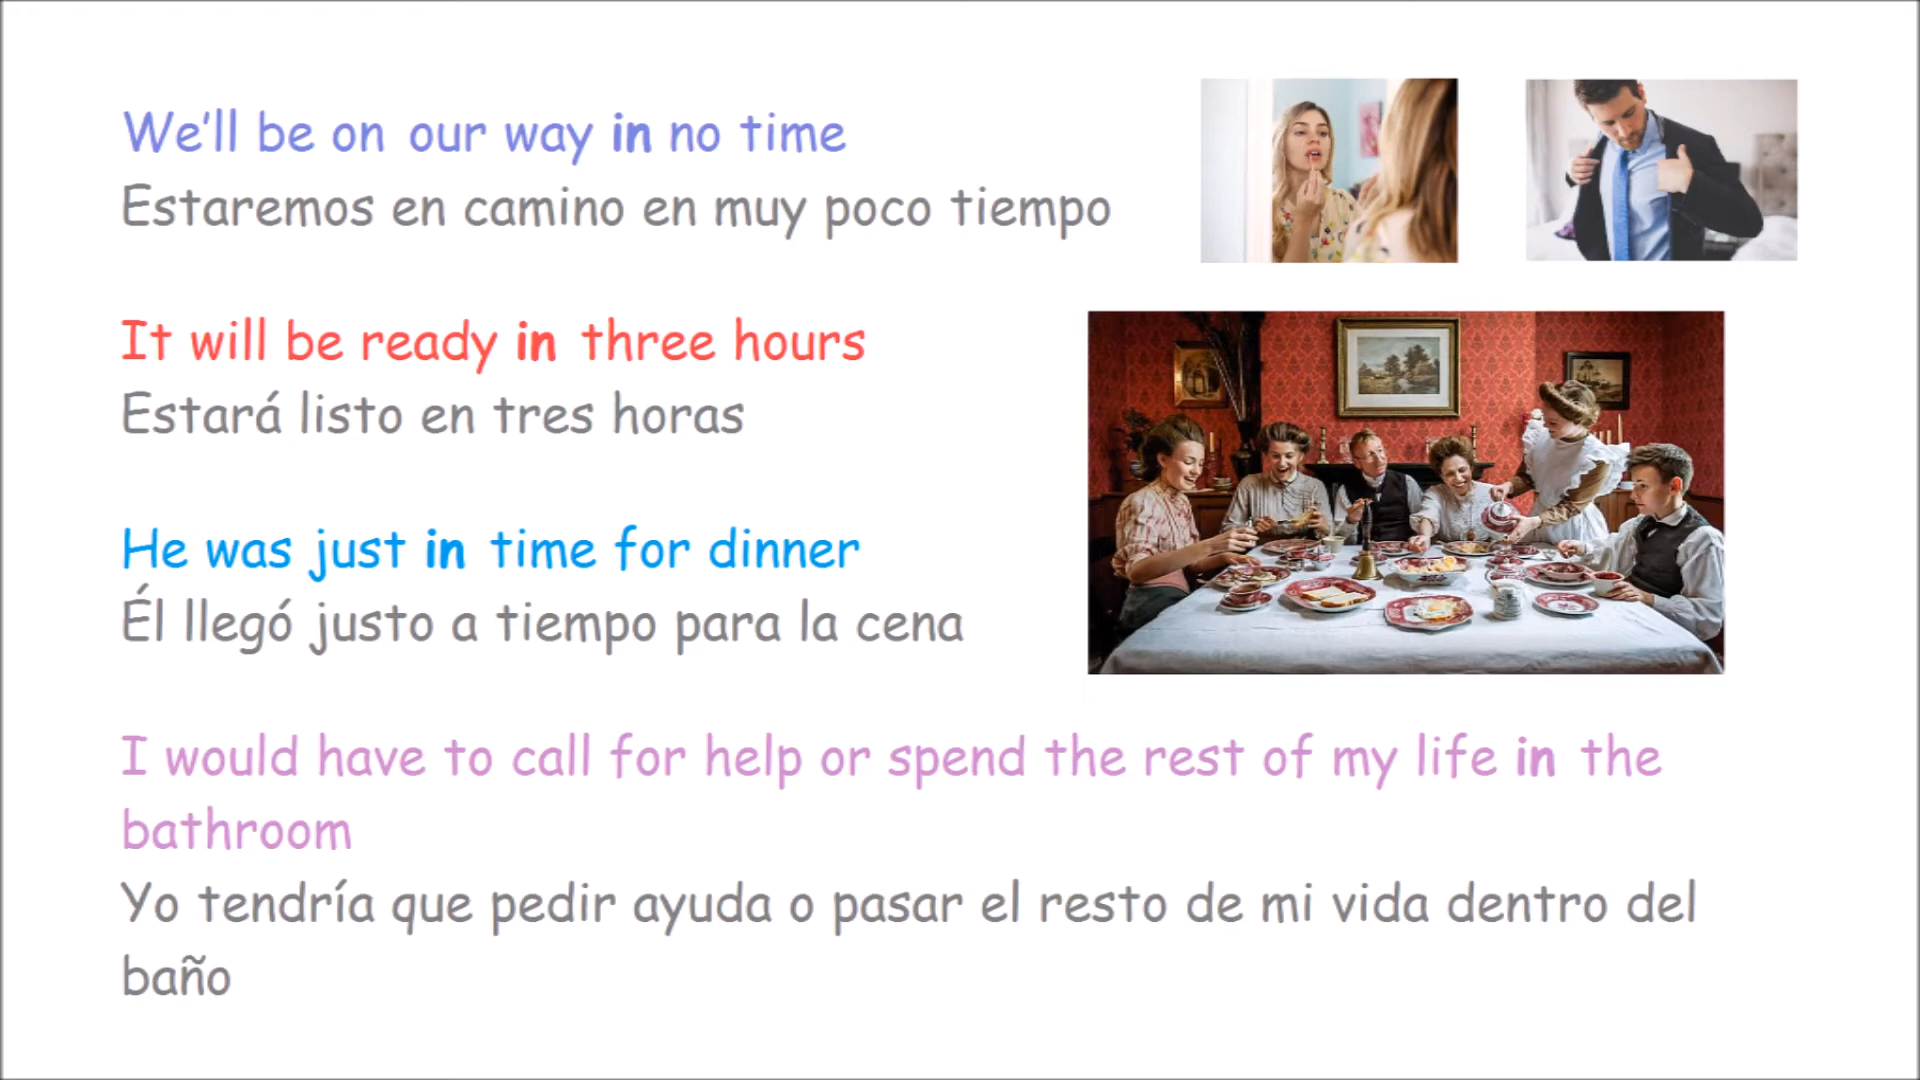 We'll be on our way in no time
Estaremos en camino en muy poco tiempo
It will be ready in three hours
Estará listo en tres horas
He was just in time for dinner
Él llegó justo a tiempo para la cena
I would have to call for help or spend the rest of my life in the
bathroom
Yo tendría que pedir ayuda o pasar el resto de mi vida dentro del
baño